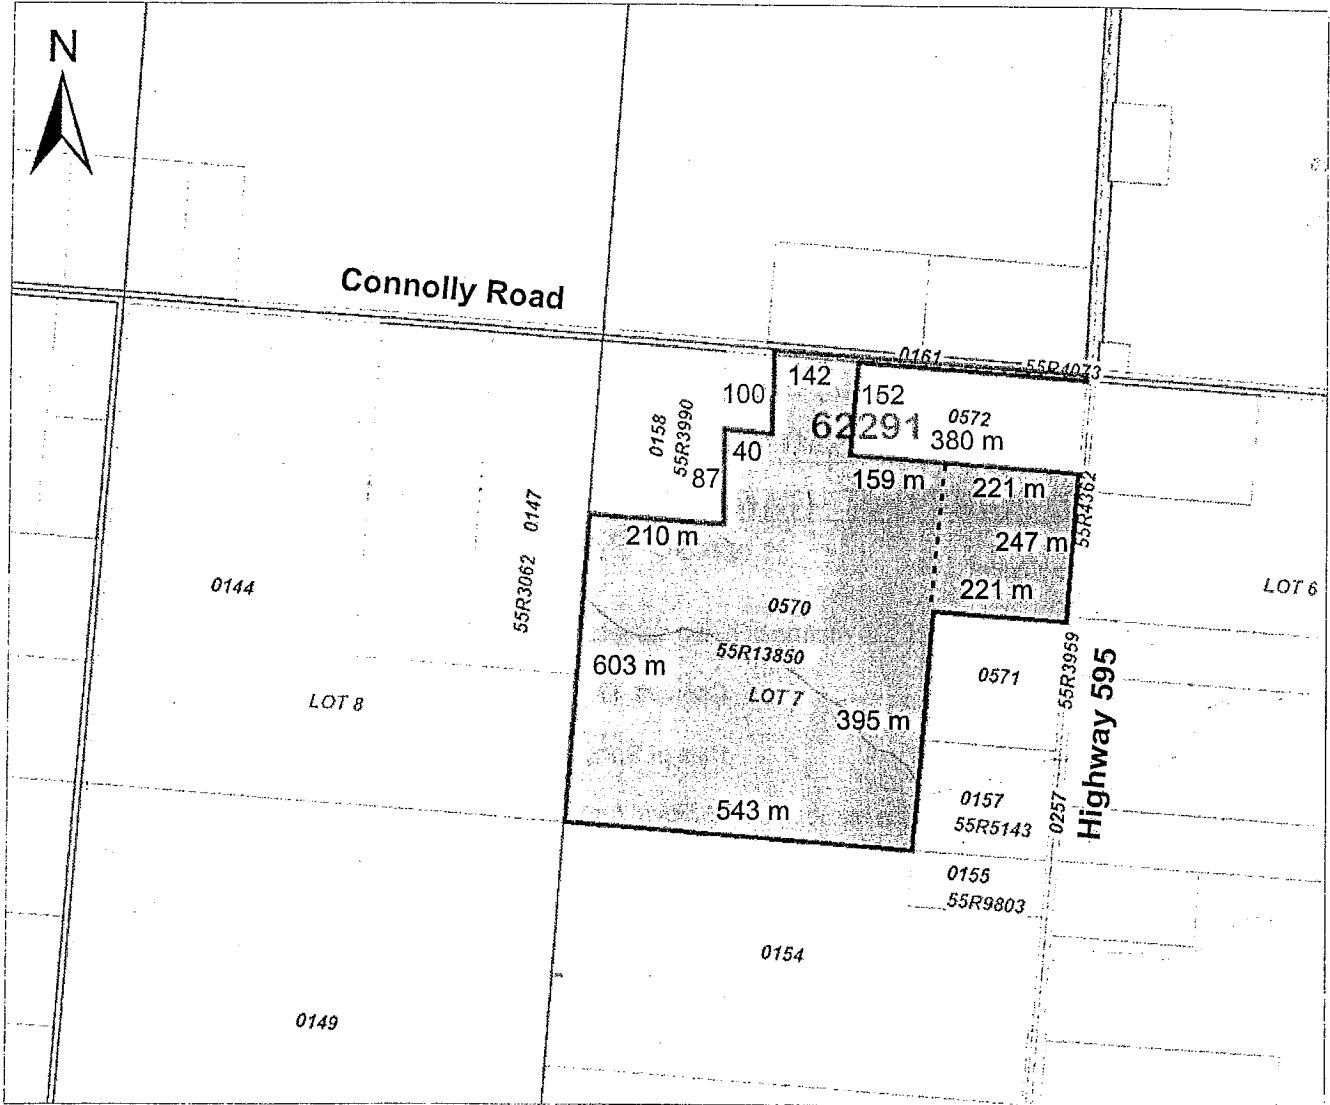 N
Connolly Road
0161
55R4073
142
100
152
0572
62291
380 m
0158
55R3990
40
87
159 m
221 m
55R4362
0147
210 m
247 m
55R3062
0144
221 m
LOT 6
0570
55R13850
603 m
0571
55R3959
LOT 7
LOT 8
395 m
Highway 595
543 m
0157
55R5143
0257
0155
55R9803
0154
0149